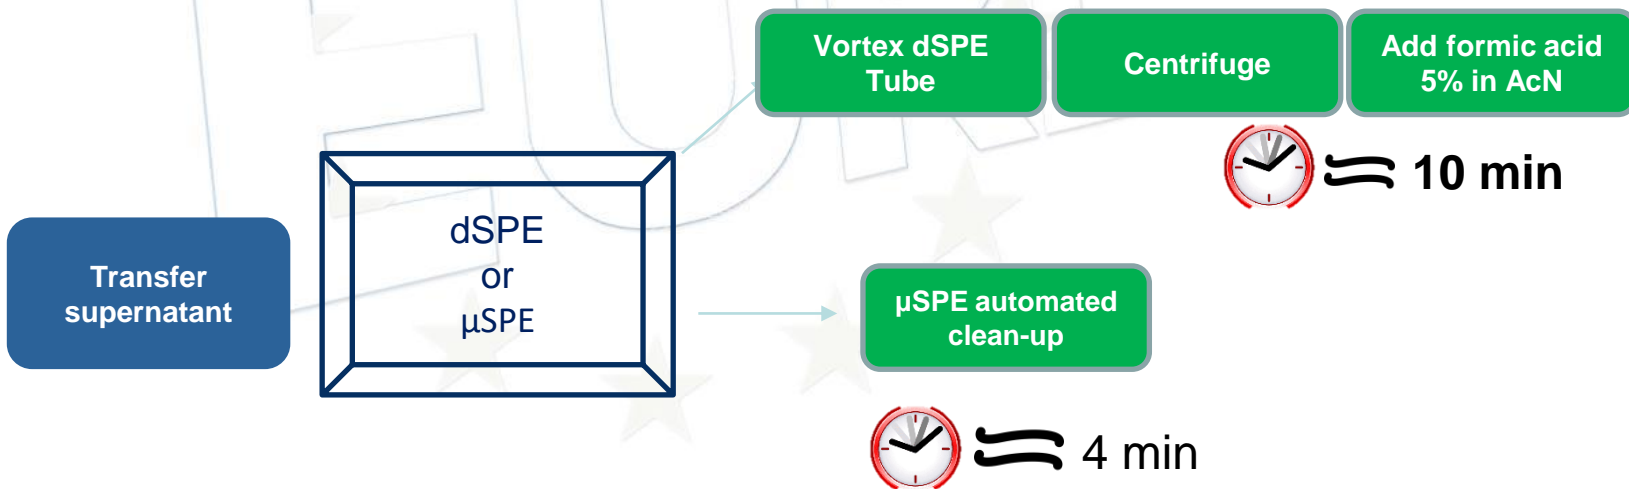 Vortex dSPE
Tube
Centrifuge
Add formic acid
5% in AcN
≈ 10 min
Transfer
supernatant
dSPE
or
µSPE
µSPE automated
clean-up
≈ 4 min